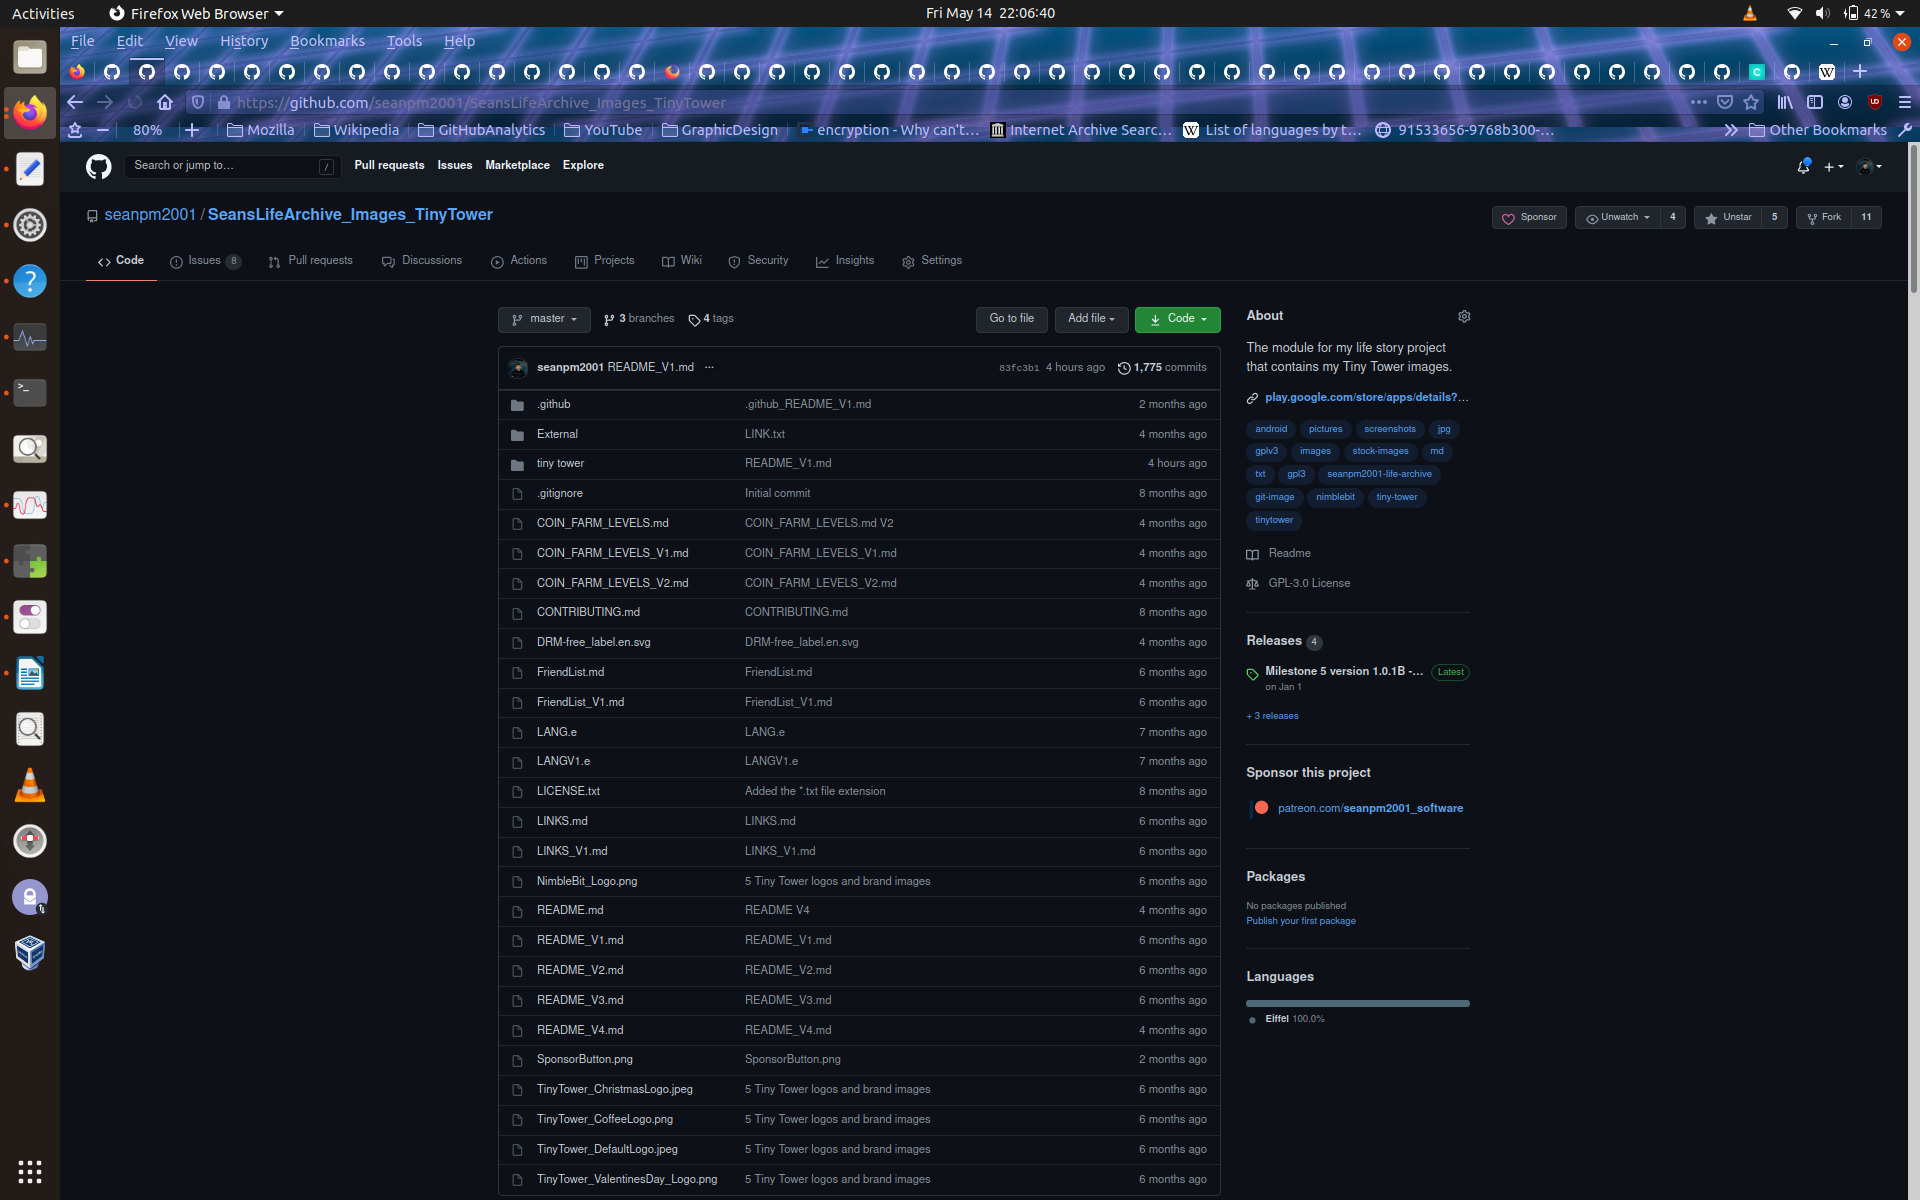 Activities Firefox Web Browser Fri May 14 22:06:40 42 %
File Edit View History Bookmarks Tools Help
https://github.com/seanpm2001/SeansLifeArchive_Images_TinyTower
80% Mozilla Wikipedia GitHubAnalytics YouTube GraphicDesign encryption - Why can't... Internet Archive Searc... List of languages by t... 91533656-9768b300-... Other Bookmarks
Search or jump to... / Pull requests Issues Marketplace Explore
seanpm2001 / SeansLifeArchive_Images_TinyTower Sponsor Unwatch 4 Unstar 5 Fork 11
Code Issues 8 Pull requests Discussions Actions Projects Wiki Security Insights Settings
master 3 branches 4 tags Go to file Add file Code
seanpm2001 README_V1.md ... 83fc3b1 4 hours ago 1,775 commits
.github .github_README_V1.md 2 months ago
External LINK.txt 4 months ago
tiny tower README_V1.md 4 hours ago
.gitignore Initial commit 8 months ago
COIN_FARM_LEVELS.md COIN_FARM_LEVELS.md V2 4 months ago
COIN_FARM_LEVELS_V1.md COIN_FARM_LEVELS_V1.md 4 months ago
COIN_FARM_LEVELS_V2.md COIN_FARM_LEVELS_V2.md 4 months ago
CONTRIBUTING.md CONTRIBUTING.md 8 months ago
DRM-free_label.en.svg DRM-free_label.en.svg 4 months ago
FriendList.md FriendList.md 6 months ago
FriendList_V1.md FriendList_V1.md 6 months ago
LANG.e LANG.e 7 months ago
LANGV1.e LANGV1.e 7 months ago
LICENSE.txt Added the *.txt file extension 8 months ago
LINKS.md LINKS.md 6 months ago
LINKS_V1.md LINKS_V1.md 6 months ago
NimbleBit_Logo.png 5 Tiny Tower logos and brand images 6 months ago
README.md README V4 4 months ago
README_V1.md README_V1.md 6 months ago
README_V2.md README_V2.md 6 months ago
README_V3.md README_V3.md 6 months ago
README_V4.md README_V4.md 4 months ago
SponsorButton.png SponsorButton.png 2 months ago
TinyTower_ChristmasLogo.jpeg 5 Tiny Tower logos and brand images 6 months ago
TinyTower_CoffeeLogo.png 5 Tiny Tower logos and brand images 6 months ago
TinyTower_DefaultLogo.jpeg 5 Tiny Tower logos and brand images 6 months ago
TinyTower_ValentinesDay_Logo.png 5 Tiny Tower logos and brand images 6 months ago
About
The module for my life story project
that contains my Tiny Tower images.
play.google.com/store/apps/details?...
android pictures screenshots jpg
gplv3 images stock-images md
txt gpl3 seanpm2001-life-archive
git-image nimblebit tiny-tower
tinytower
Readme
GPL-3.0 License
Releases 4
Milestone 5 version 1.0.1B -... Latest
on Jan 1
+ 3 releases
Sponsor this project
patreon.com/seanpm2001_software
Packages
No packages published
Publish your first package
Languages
Eiffel 100.0%